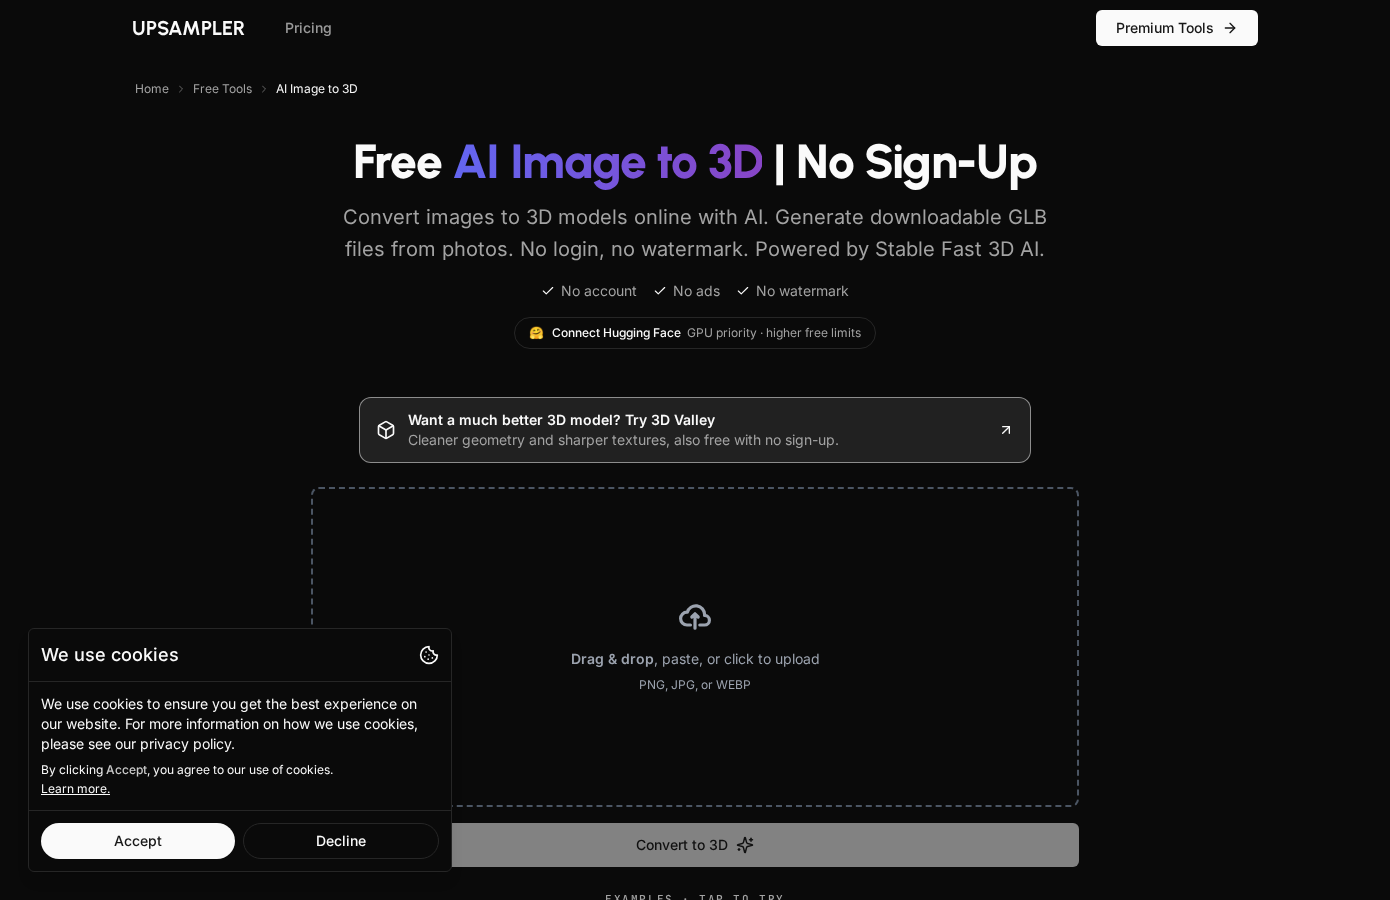 UPSAMPLER
Pricing
Premium Tools
Home
Free Tools
AI Image to 3D
Free AI Image to 3D | No Sign-Up
Convert images to 3D models online with AI. Generate downloadable GLB
files from photos. No login, no watermark. Powered by Stable Fast 3D AI.
No account
No ads
No watermark
Connect Hugging Face GPU priority · higher free limits
Want a much better 3D model? Try 3D Valley
Cleaner geometry and sharper textures, also free with no sign-up.
Drag & drop, paste, or click to upload
PNG, JPG, or WEBP
We use cookies
We use cookies to ensure you get the best experience on
our website. For more information on how we use cookies,
please see our privacy policy.
By clicking Accept, you agree to our use of cookies.
Learn more.
Accept
Decline
Convert to 3D
EXAMPLES · TAP TO TRY